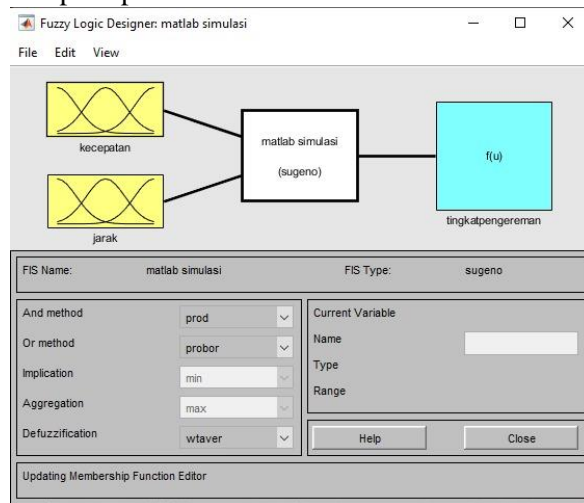 Fuzzy Logic Designer: matlab simulasi
File Edit View
kecepatan
jarak
matlab simulasi
(sugeno)
f(u)
tingkatpengereman
FIS Name: matlab simulasi FIS Type: sugeno
And method prod
Or method probor
Implication min
Aggregation max
Defuzzification wtaver
Current Variable
Name
Type
Range
Help Close
Updating Membership Function Editor